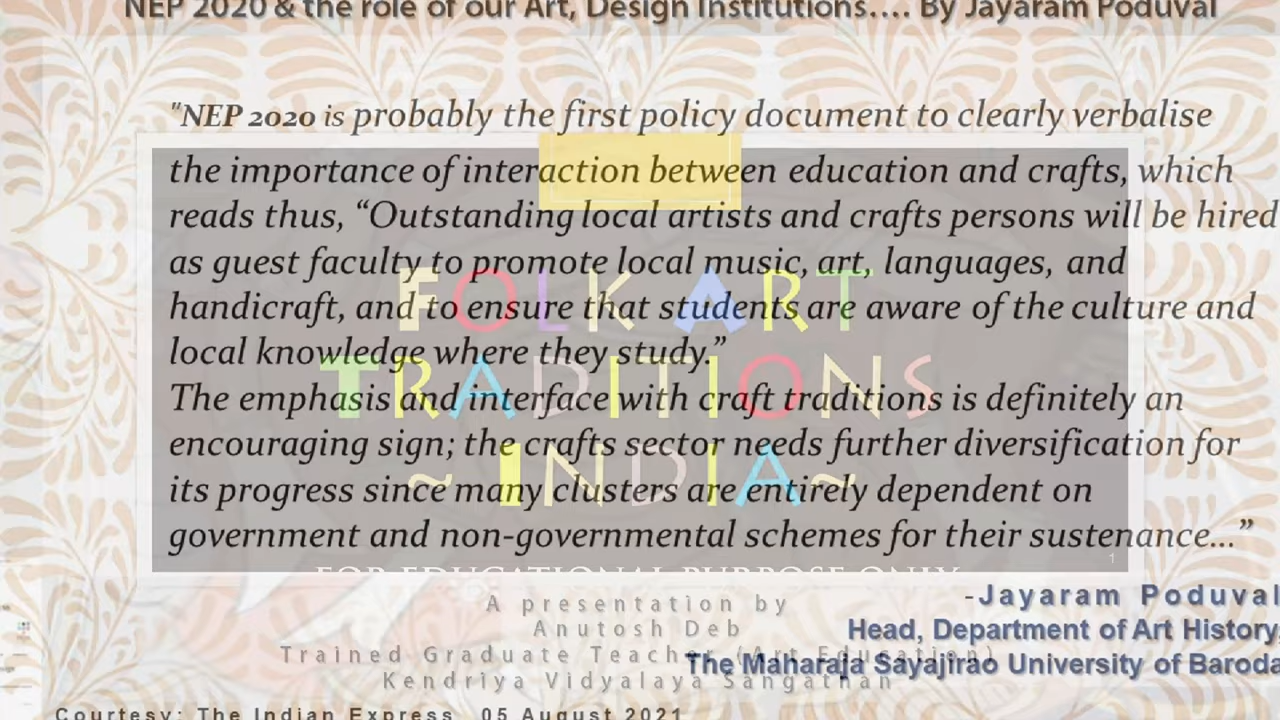 NEP 2020 & the role of our Art, Design Institutions.... By Jayaram Poduval
"NEP 2020 is probably the first policy document to clearly verbalise
the importance of interaction between education and crafts, which
reads thus, “Outstanding local artists and crafts persons will be hired
as guest faculty to promote local music, art, languages, and
handicraft, and to ensure that students are aware of the culture and
local knowledge where they study.”
The emphasis and interface with craft traditions is definitely an
encouraging sign; the crafts sector needs further diversification for
its progress since many clusters are entirely dependent on
government and non-governmental schemes for their sustenance...”
FOLK ART
TRADITIONS
~ INDIA~
FOR EDUCATIONAL PURPOSE ONLY
1
-Jayaram Poduval
Head, Department of Art History
The Maharaja Sayajirao University of Baroda
A presentation by
Anutosh Deb
Trained Graduate Teacher (Art Education)
Kendriya Vidyalaya Sangathan
Courtesy: The Indian Express, 05 August 2021